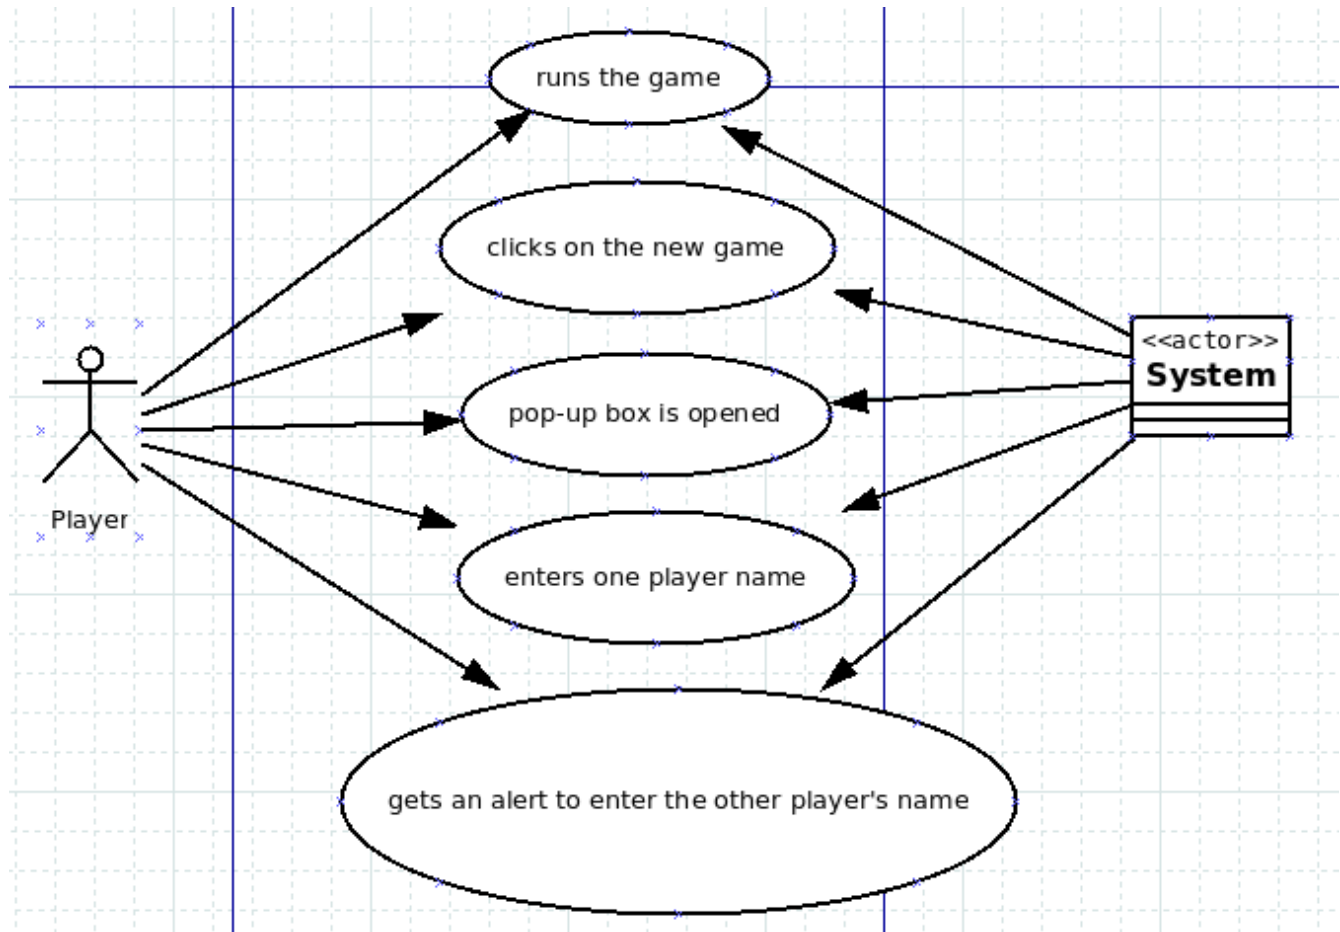 runs the game
clicks on the new game
<<actor>>
System
pop-up box is opened
Player
enters one player name
gets an alert to enter the other player's name